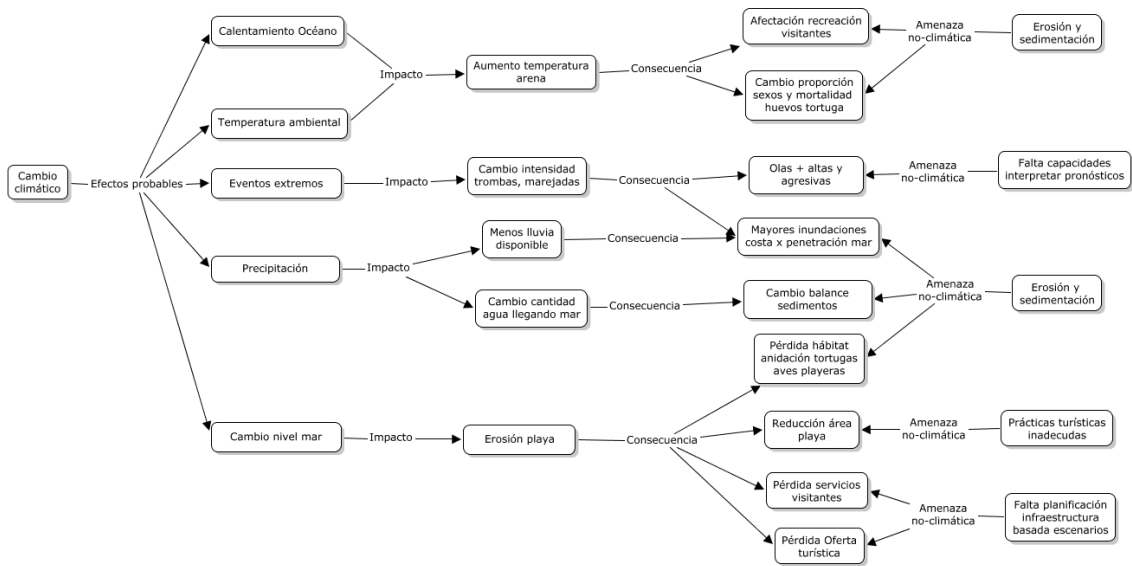 Cambio
climático
Efectos probables
Calentamiento Océano
Temperatura ambiental
Impacto
Aumento temperatura
arena
Consecuencia
Afectación recreación
visitantes
Cambio proporción
sexos y mortalidad
huevos tortuga
Amenaza
no-climática
Erosión y
sedimentación
Eventos extremos
Impacto
Cambio intensidad
trombas, marejadas
Consecuencia
Olas + altas y
agresivas
Amenaza
no-climática
Falta capacidades
interpretar pronósticos
Precipitación
Impacto
Menos lluvia
disponible
Consecuencia
Mayores inundaciones
costa x penetración mar
Cambio cantidad
agua llegando mar
Consecuencia
Cambio balance
sedimentos
Amenaza
no-climática
Erosión y
sedimentación
Pérdida hábitat
anidación tortugas
aves playeras
Cambio nivel mar
Impacto
Erosión playa
Consecuencia
Reducción área
playa
Amenaza
no-climática
Prácticas turísticas
inadecudas
Pérdida servicios
visitantes
Pérdida Oferta
turística
Amenaza
no-climática
Falta planificación
infraestructura
basada escenarios